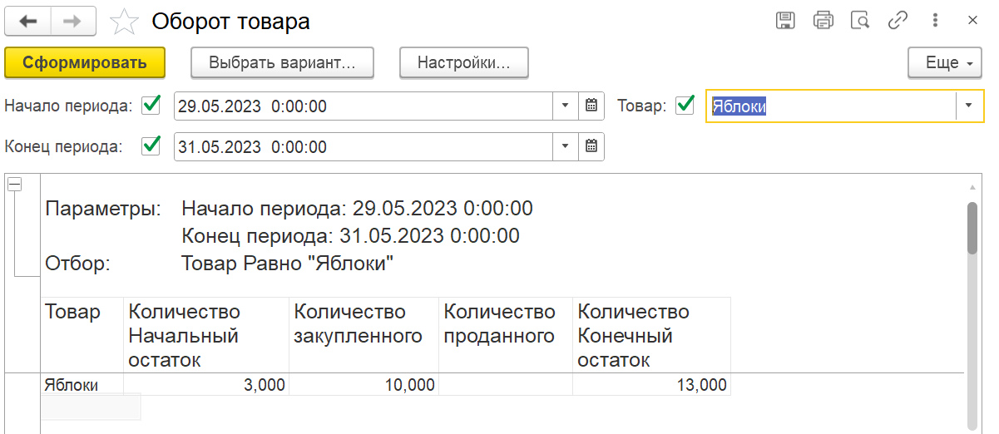 Оборот товара
Сформировать Выбрать вариант... Настройки... Еще
Начало периода: 29.05.2023 0:00:00 Товар: Яблоки
Конец периода: 31.05.2023 0:00:00
Параметры: Начало периода: 29.05.2023 0:00:00
Конец периода: 31.05.2023 0:00:00
Отбор: Товар Равно "Яблоки"
Товар Количество Количество Количество Количество
Начальный закупленного проданного Конечный
остаток остаток
Яблоки 3,000 10,000 13,000